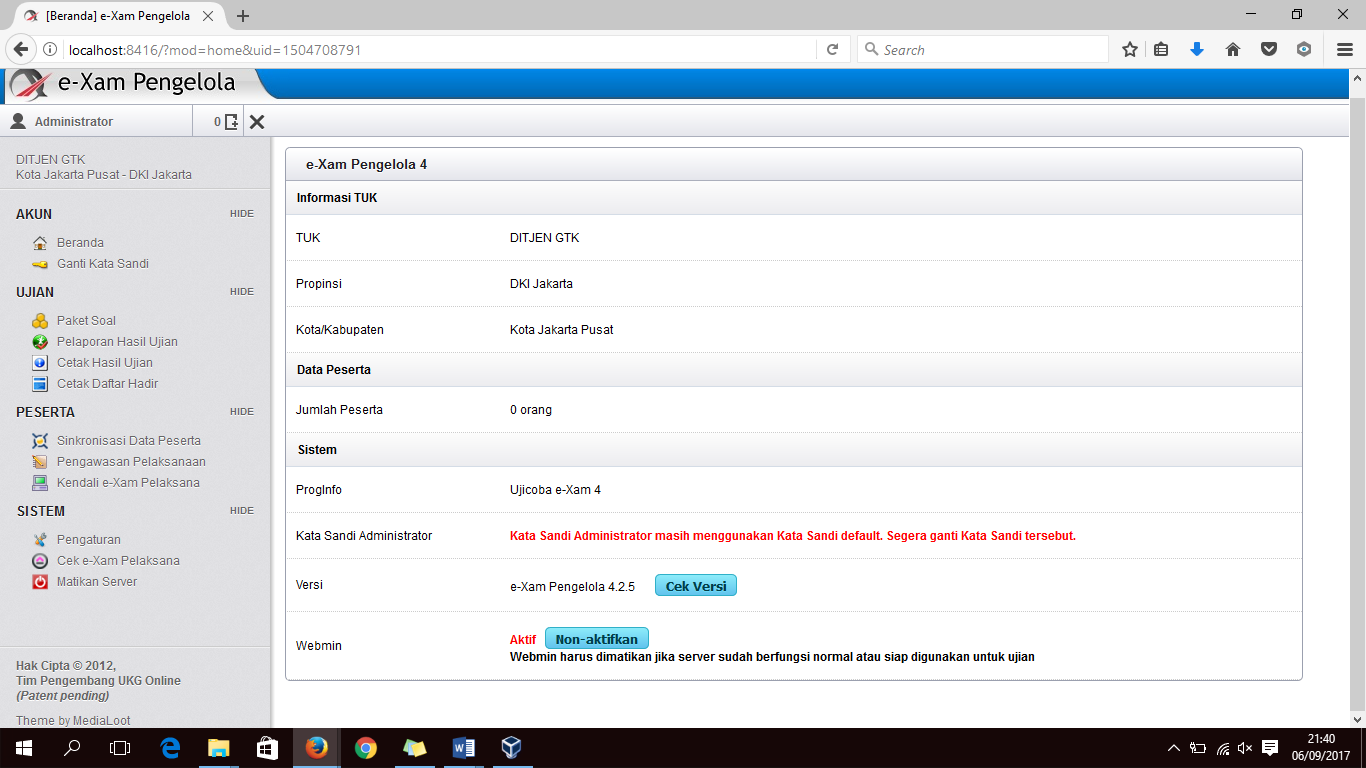 [Beranda] e-Xam Pengelola
localhost:8416/?mod=home&uid=1504708791
Search
e-Xam Pengelola
Administrator
0
DITJEN GTK
Kota Jakarta Pusat - DKI Jakarta
AKUN HIDE
Beranda
Ganti Kata Sandi
UJIAN HIDE
Paket Soal
Pelaporan Hasil Ujian
Cetak Hasil Ujian
Cetak Daftar Hadir
PESERTA HIDE
Sinkronisasi Data Peserta
Pengawasan Pelaksanaan
Kendali e-Xam Pelaksana
SISTEM HIDE
Pengaturan
Cek e-Xam Pelaksana
Matikan Server
Hak Cipta © 2012,
Tim Pengembang UKG Online
(Patent pending)
Theme by MediaLoot
e-Xam Pengelola 4
Informasi TUK
TUK DITJEN GTK
Propinsi DKI Jakarta
Kota/Kabupaten Kota Jakarta Pusat
Data Peserta
Jumlah Peserta 0 orang
Sistem
ProgInfo Ujicoba e-Xam 4
Kata Sandi Administrator Kata Sandi Administrator masih menggunakan Kata Sandi default. Segera ganti Kata Sandi tersebut.
Versi e-Xam Pengelola 4.2.5 Cek Versi
Webmin Aktif Non-aktifkan
Webmin harus dimatikan jika server sudah berfungsi normal atau siap digunakan untuk ujian
21:40
06/09/2017